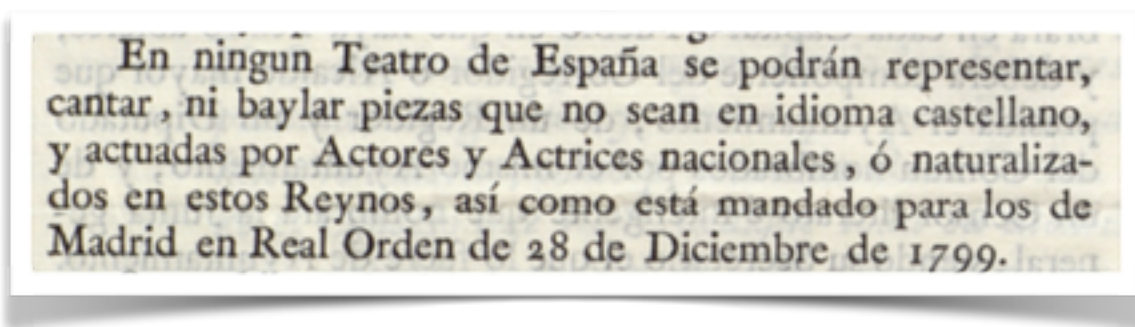 En ningun Teatro de España se podrán representar,
cantar, ni baylar piezas que no sean en idioma castellano,
y actuadas por Actores y Actrices nacionales, ó naturaliza-
dos en estos Reynos, así como está mandado para los de
Madrid en Real Orden de 28 de Diciembre de 1799.